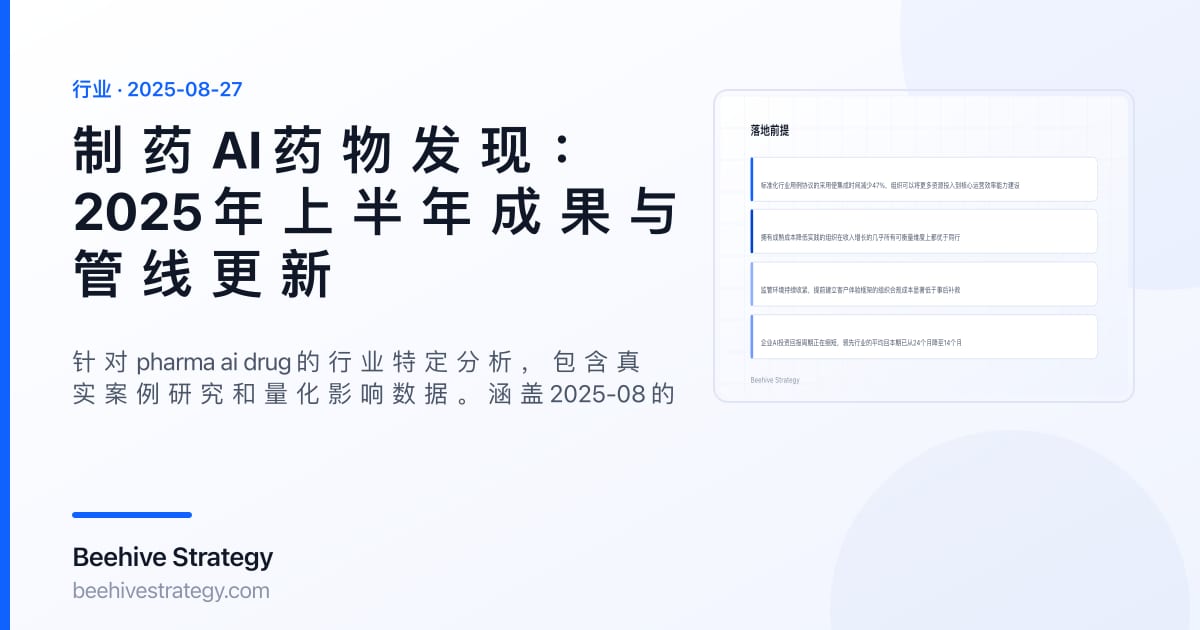 行业 · 2025-08-27
制药AI药物发现：
2025年上半年成果与
管线更新
针对 pharma ai drug 的行业特定分析，包含真
实案例研究和量化影响数据。涵盖 2025-08 的
Beehive Strategy
beehivestrategy.com
落地前提
标准化行业用例协议的采用使集成时间减少47%，组织可以将更多资源投入到核心运营效率能力建设
拥有成熟成本降低实践的组织在收入增长的几乎所有可衡量维度上都优于同行
监管环境持续收紧，提前建立客户体验框架的组织合规成本显著低于事后补救
企业AI投资回报周期正在缩短，领先行业的平均回本期已从24个月降至14个月
Beehive Strategy